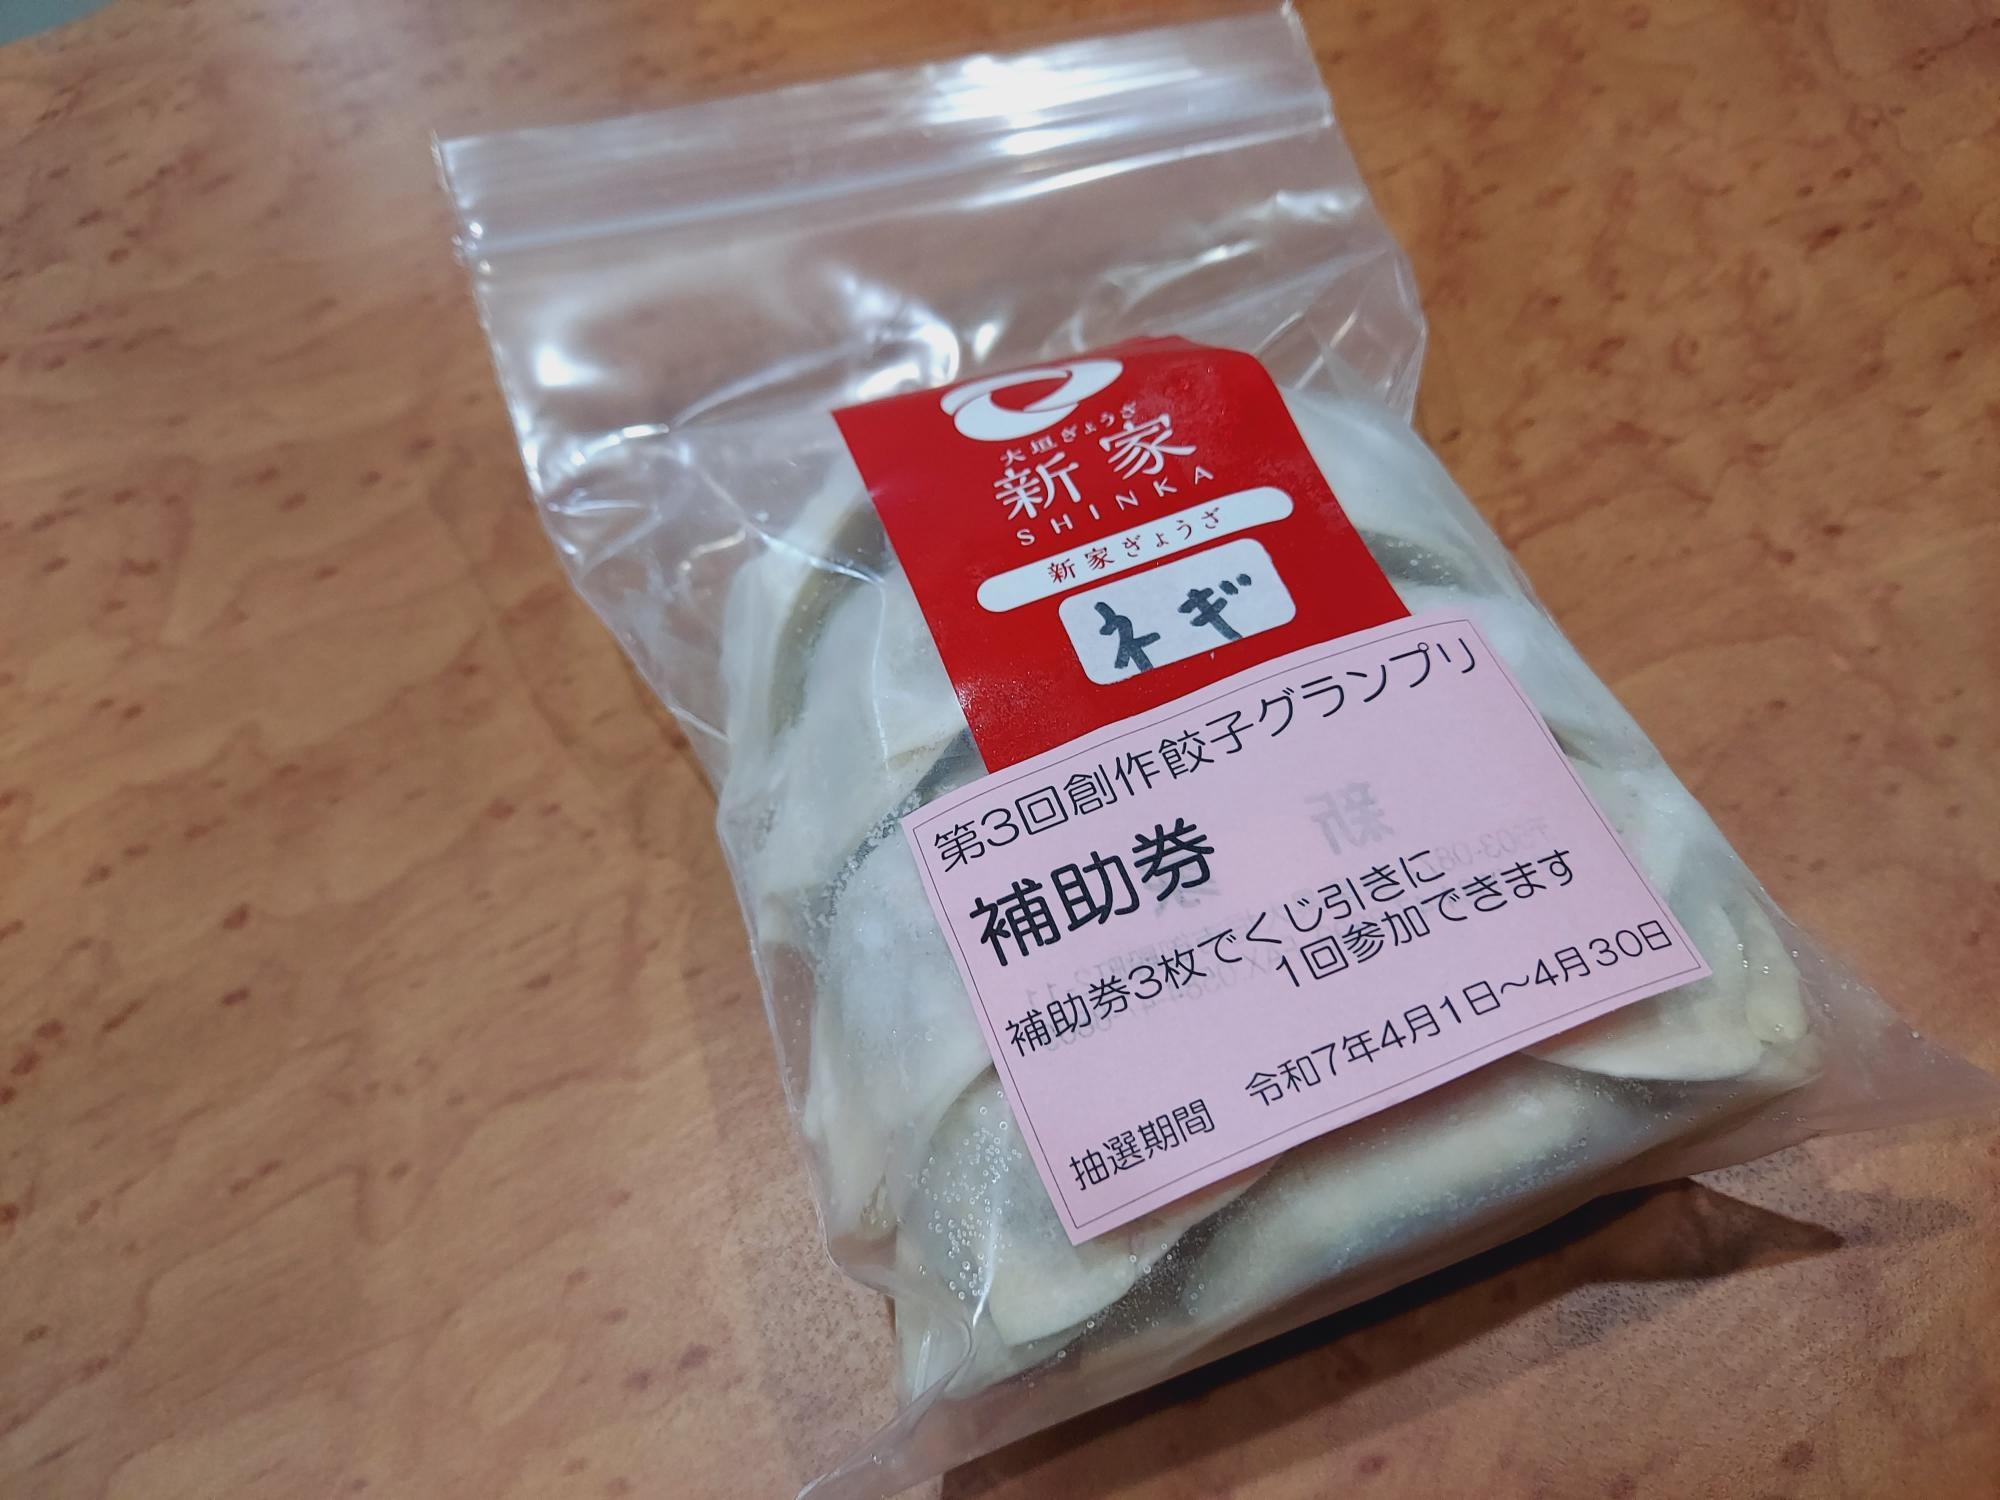 大垣ぎょうざ
新家
SHINKA
新家ぎょうざ
ネギ
第3回創作餃子グランプリ
補助券
補助券3枚でくじ引きに
1回参加できます
抽選期間 令和7年4月1日～4月30日